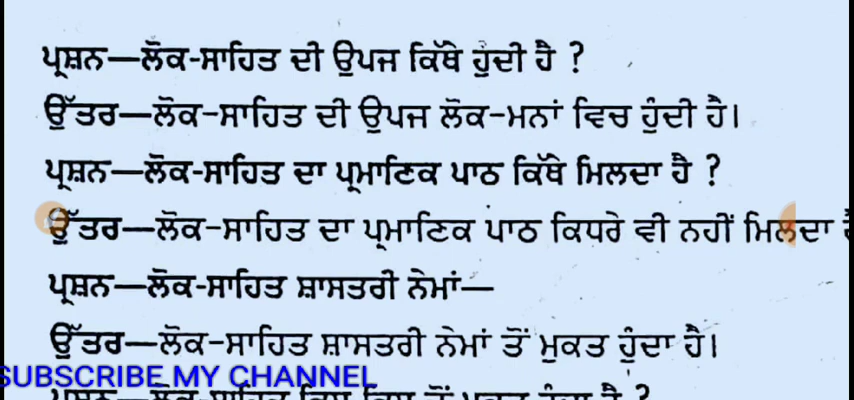 ਪ੍ਰਸ਼ਨ—ਲੋਕ-ਸਾਹਿਤ ਦੀ ਉਪਜ ਕਿੱਥੇ ਹੁੰਦੀ ਹੈ ?
ਉੱਤਰ—ਲੋਕ-ਸਾਹਿਤ ਦੀ ਉਪਜ ਲੋਕ-ਮਨਾਂ ਵਿਚ ਹੁੰਦੀ ਹੈ।
ਪ੍ਰਸ਼ਨ—ਲੋਕ-ਸਾਹਿਤ ਦਾ ਪ੍ਰਮਾਣਿਕ ਪਾਠ ਕਿੱਥੇ ਮਿਲਦਾ ਹੈ ?
ਉੱਤਰ—ਲੋਕ-ਸਾਹਿਤ ਦਾ ਪ੍ਰਮਾਣਿਕ ਪਾਠ ਕਿਧਰੇ ਵੀ ਨਹੀਂ ਮਿਲਦਾ
ਪ੍ਰਸ਼ਨ—ਲੋਕ-ਸਾਹਿਤ ਸ਼ਾਸਤਰੀ ਨੇਮਾਂ—
ਉੱਤਰ—ਲੋਕ-ਸਾਹਿਤ ਸ਼ਾਸਤਰੀ ਨੇਮਾਂ ਤੋਂ ਮੁਕਤ ਹੁੰਦਾ ਹੈ।
SUBSCRIBE MY CHANNEL